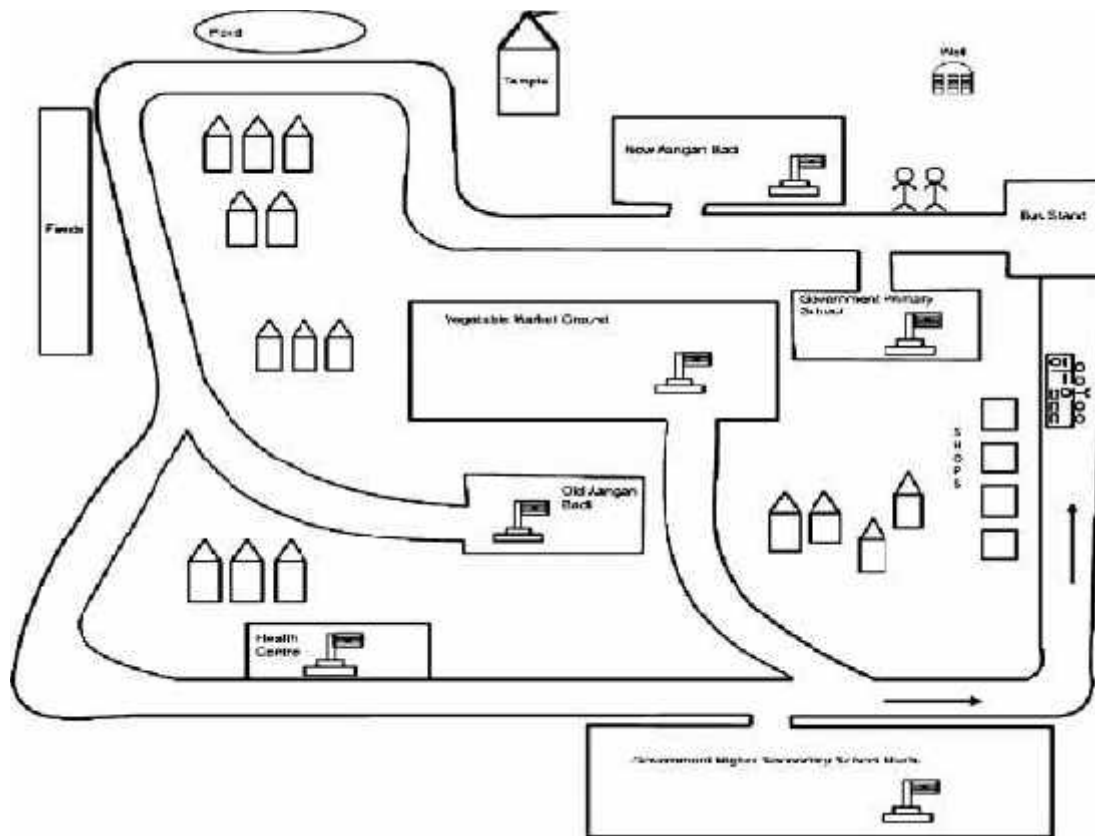 Pond
Temple
Well
New Aangan Badi
Fields
Bus Stand
Government Primary
School
Vegetable Market Ground
SHOPS
Old Aangan
Badi
Health
Centre
Government Higher Secondary School